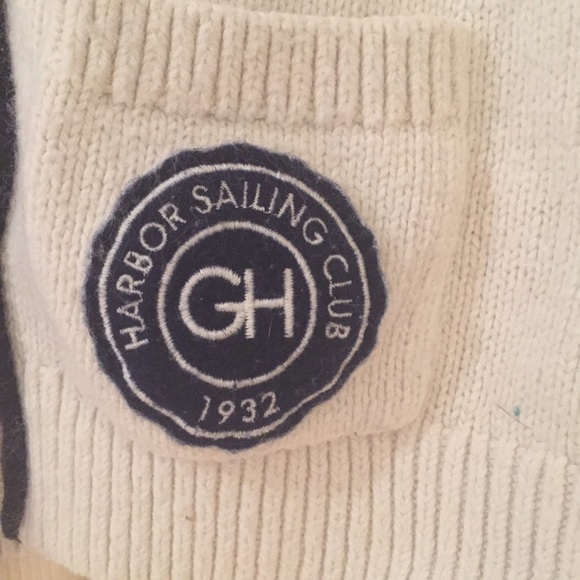 HARBOR SAILING CLUB
GH
1932